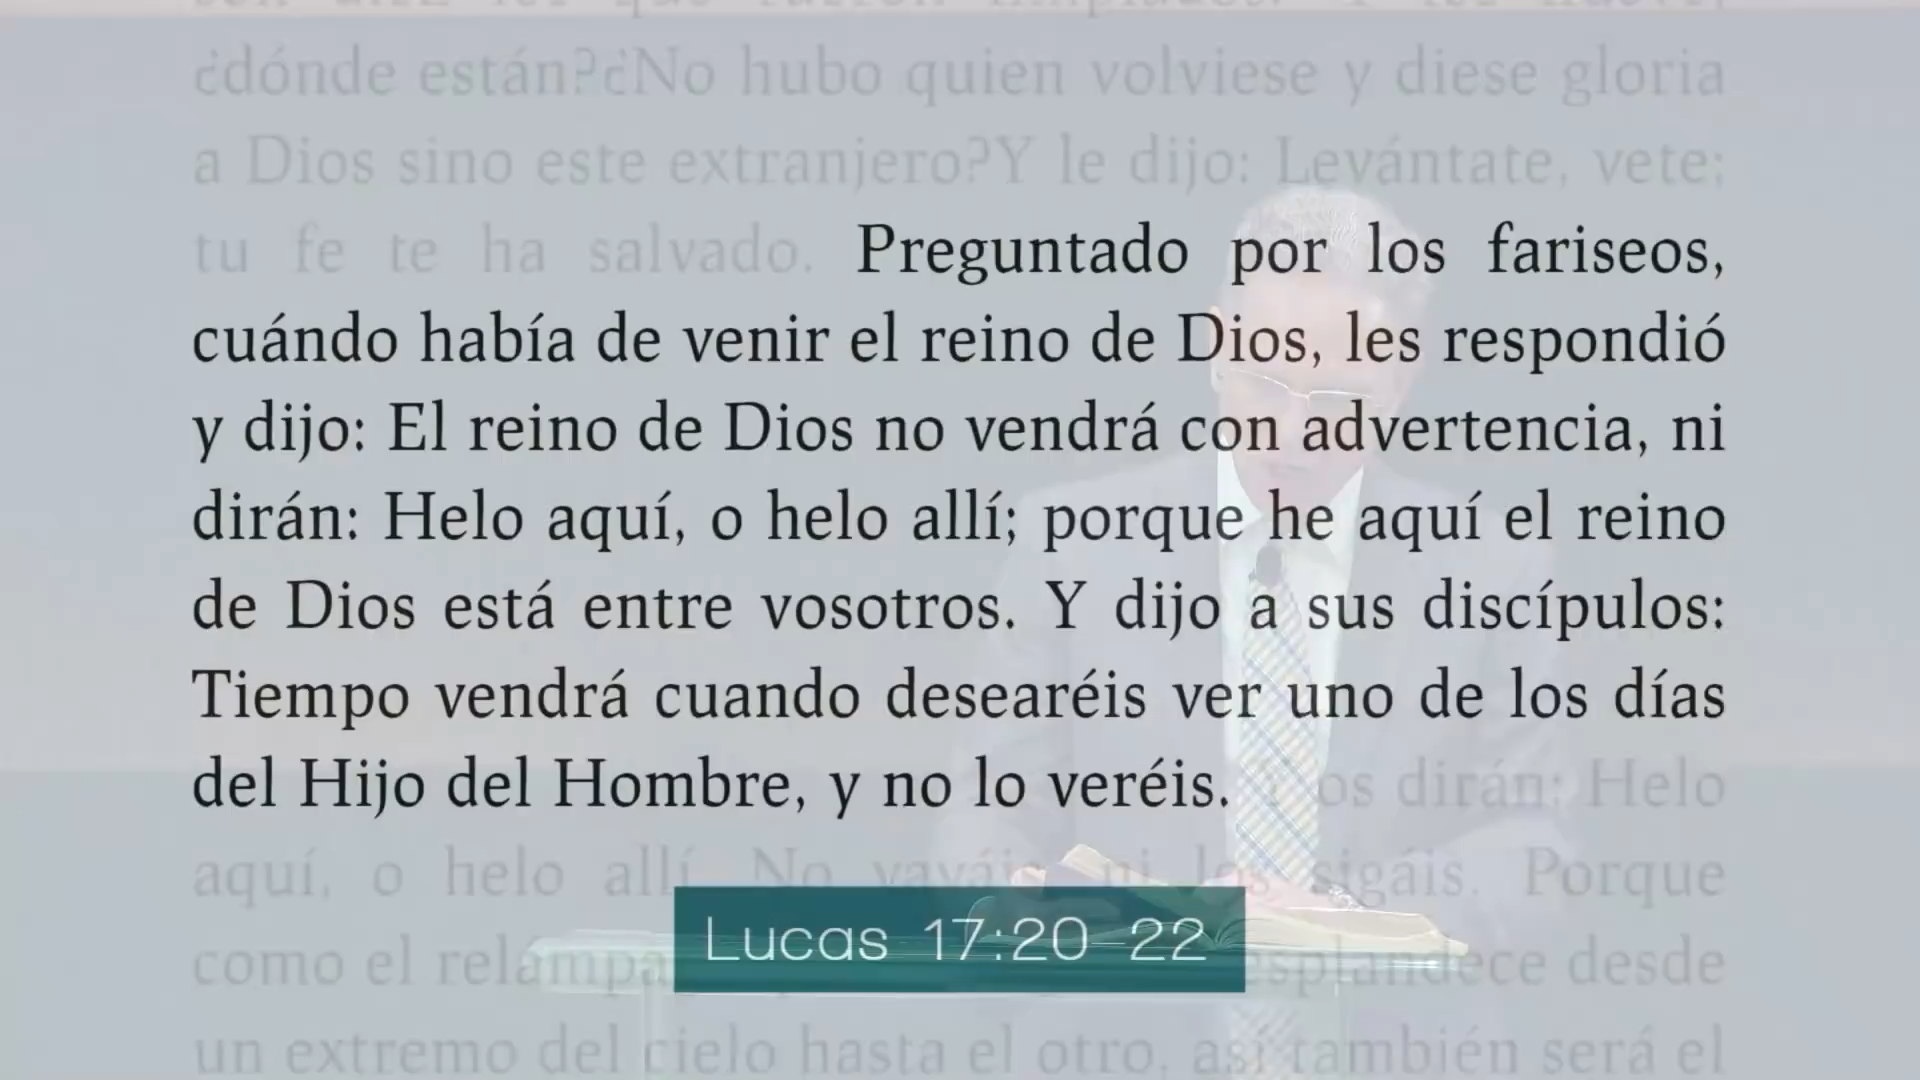 ¿dónde están?¿No hubo quien volviese y diese gloria
a Dios sino este extranjero?Y le dijo: Levántate, vete;
tu fe te ha salvado. Preguntado por los fariseos,
cuándo había de venir el reino de Dios, les respondió
y dijo: El reino de Dios no vendrá con advertencia, ni
dirán: Helo aquí, o helo allí; porque he aquí el reino
de Dios está entre vosotros. Y dijo a sus discípulos:
Tiempo vendrá cuando desearéis ver uno de los días
del Hijo del Hombre, y no lo veréis. os dirán: Helo
aquí, o helo allí. No vayáis, ni los sigáis. Porque
como el desde
Lucas 17:20-22
un extremo del cielo hasta el otro, así también será el